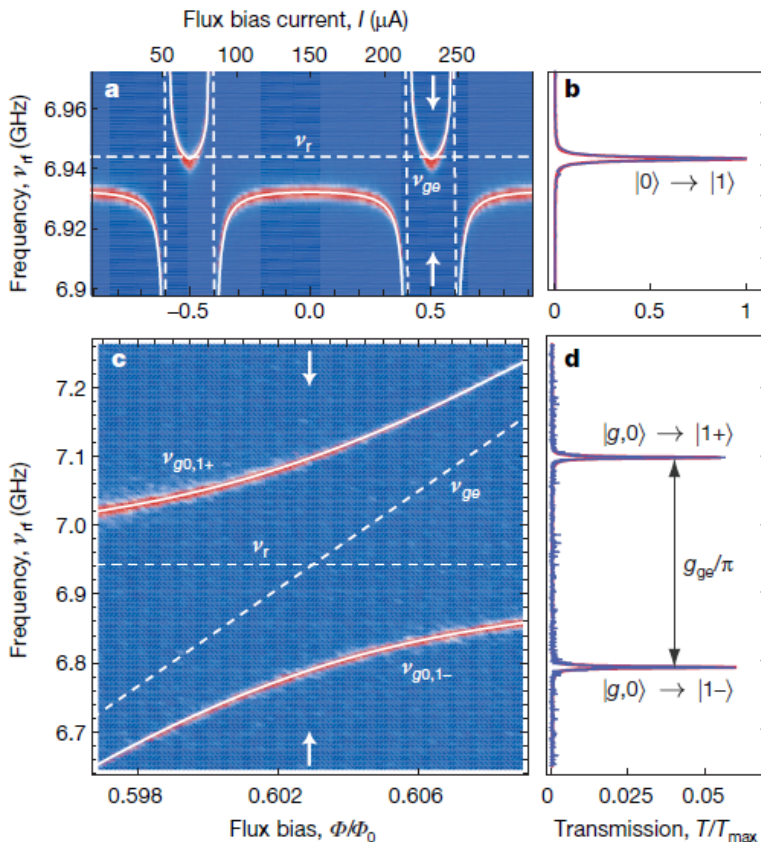 Flux bias current, I (μA)
50 100 150 200 250
a
b
6.96
6.94
6.92
6.9
Frequency, ν_rf (GHz)
ν_r
ν_ge
|0⟩ → |1⟩
−0.5 0.0 0.5
0 0.5 1
c
d
7.2
7.1
7.0
6.9
6.8
6.7
Frequency, ν_rf (GHz)
ν_g0,1+
ν_ge
ν_r
ν_g0,1−
|g,0⟩ → |1+⟩
g_ge/π
|g,0⟩ → |1−⟩
0.598 0.602 0.606
0 0.025 0.05
Flux bias, Φ/Φ_0
Transmission, T/T_max